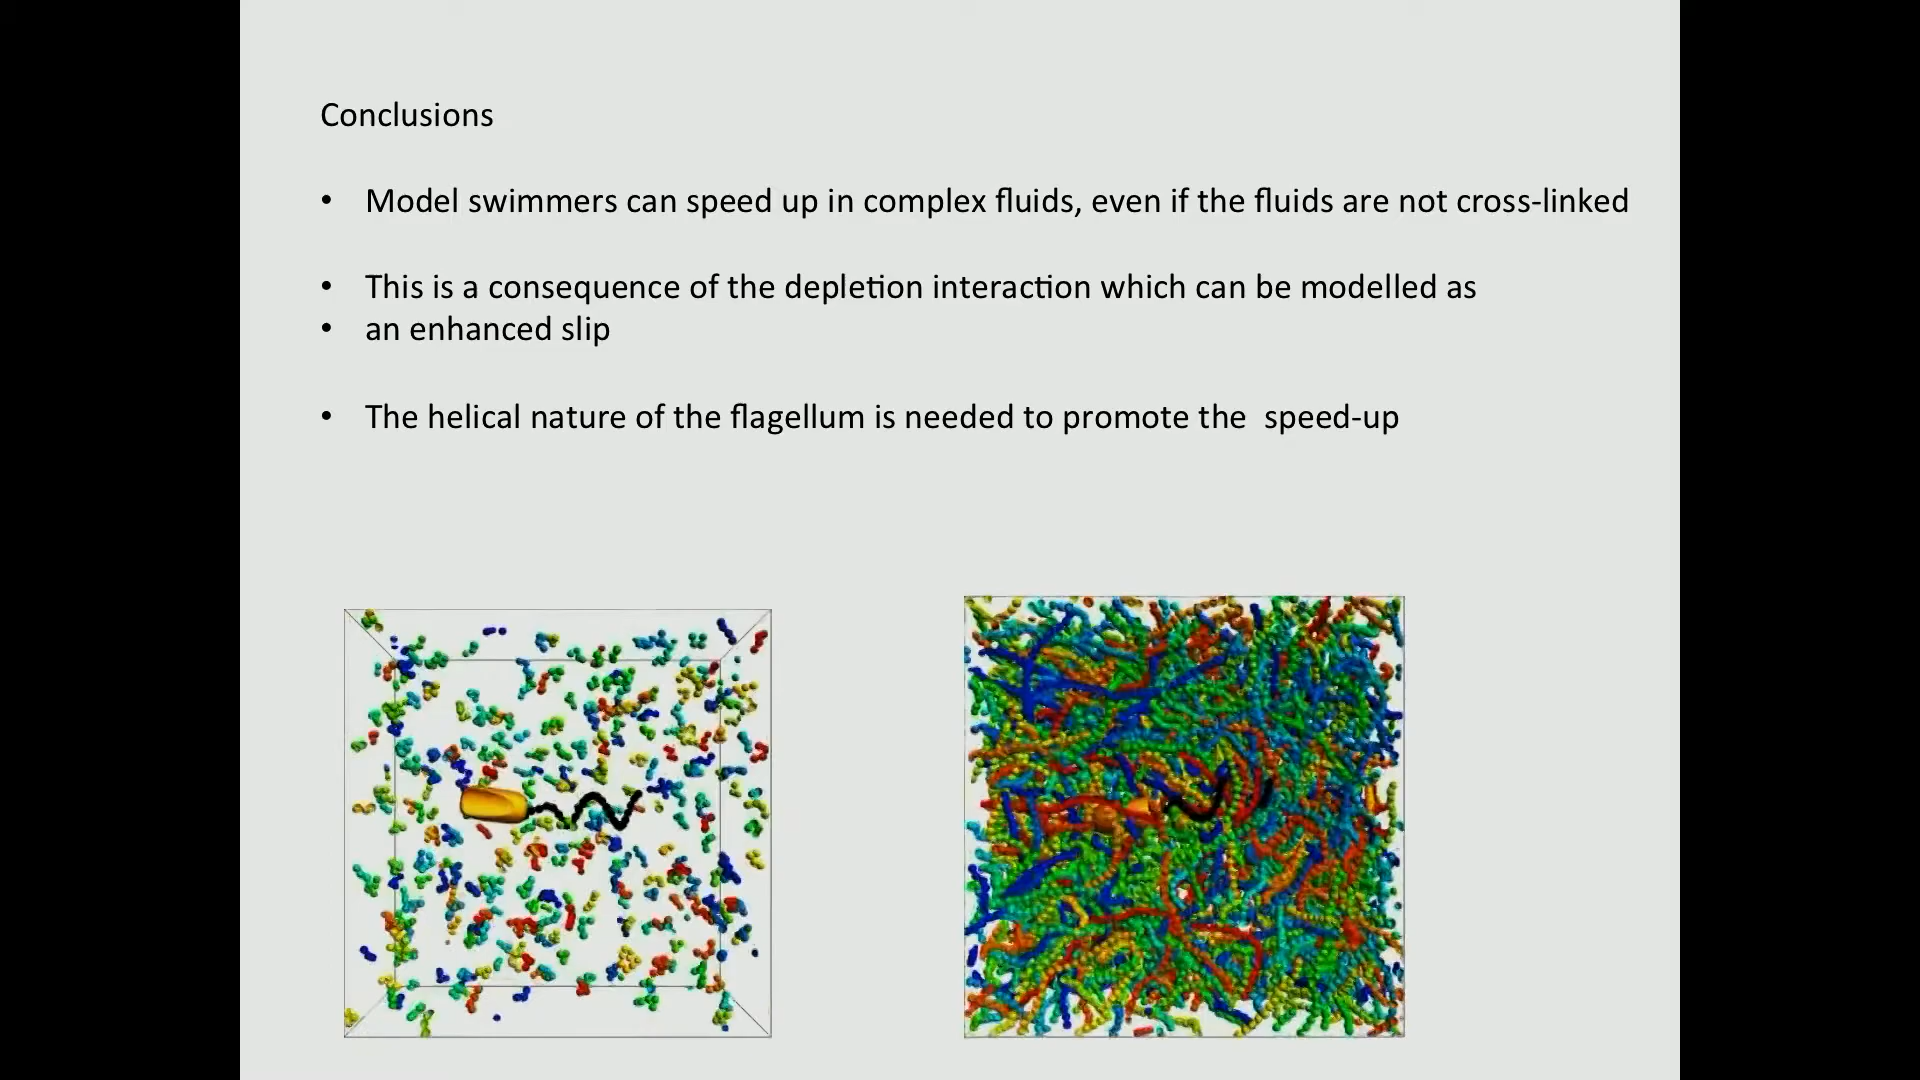 Conclusions
• Model swimmers can speed up in complex fluids, even if the fluids are not cross-linked
• This is a consequence of the depletion interaction which can be modelled as
• an enhanced slip
• The helical nature of the flagellum is needed to promote the  speed-up